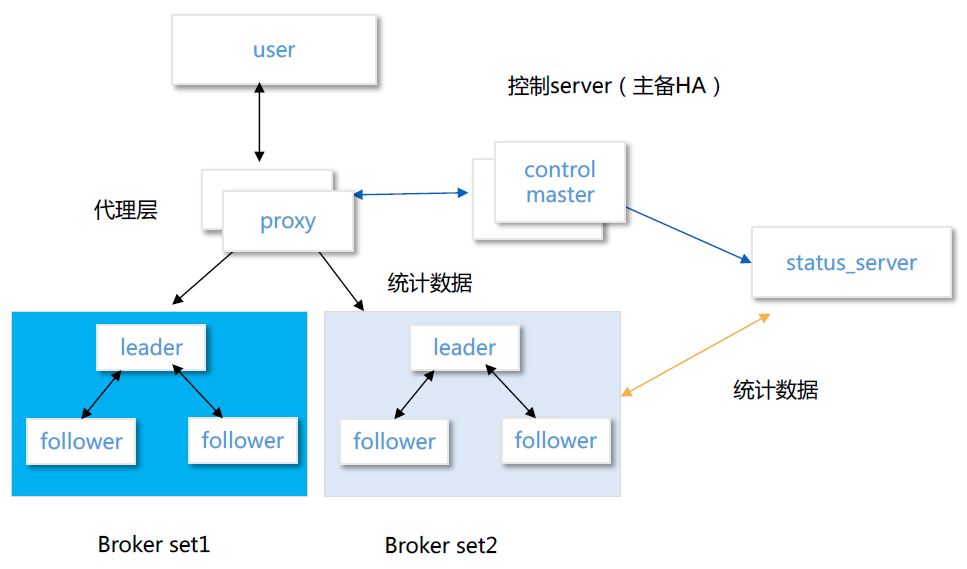 user
控制server（主备HA）
control
master
代理层
proxy
status_server
统计数据
leader
leader
统计数据
follower
follower
follower
follower
Broker set1
Broker set2